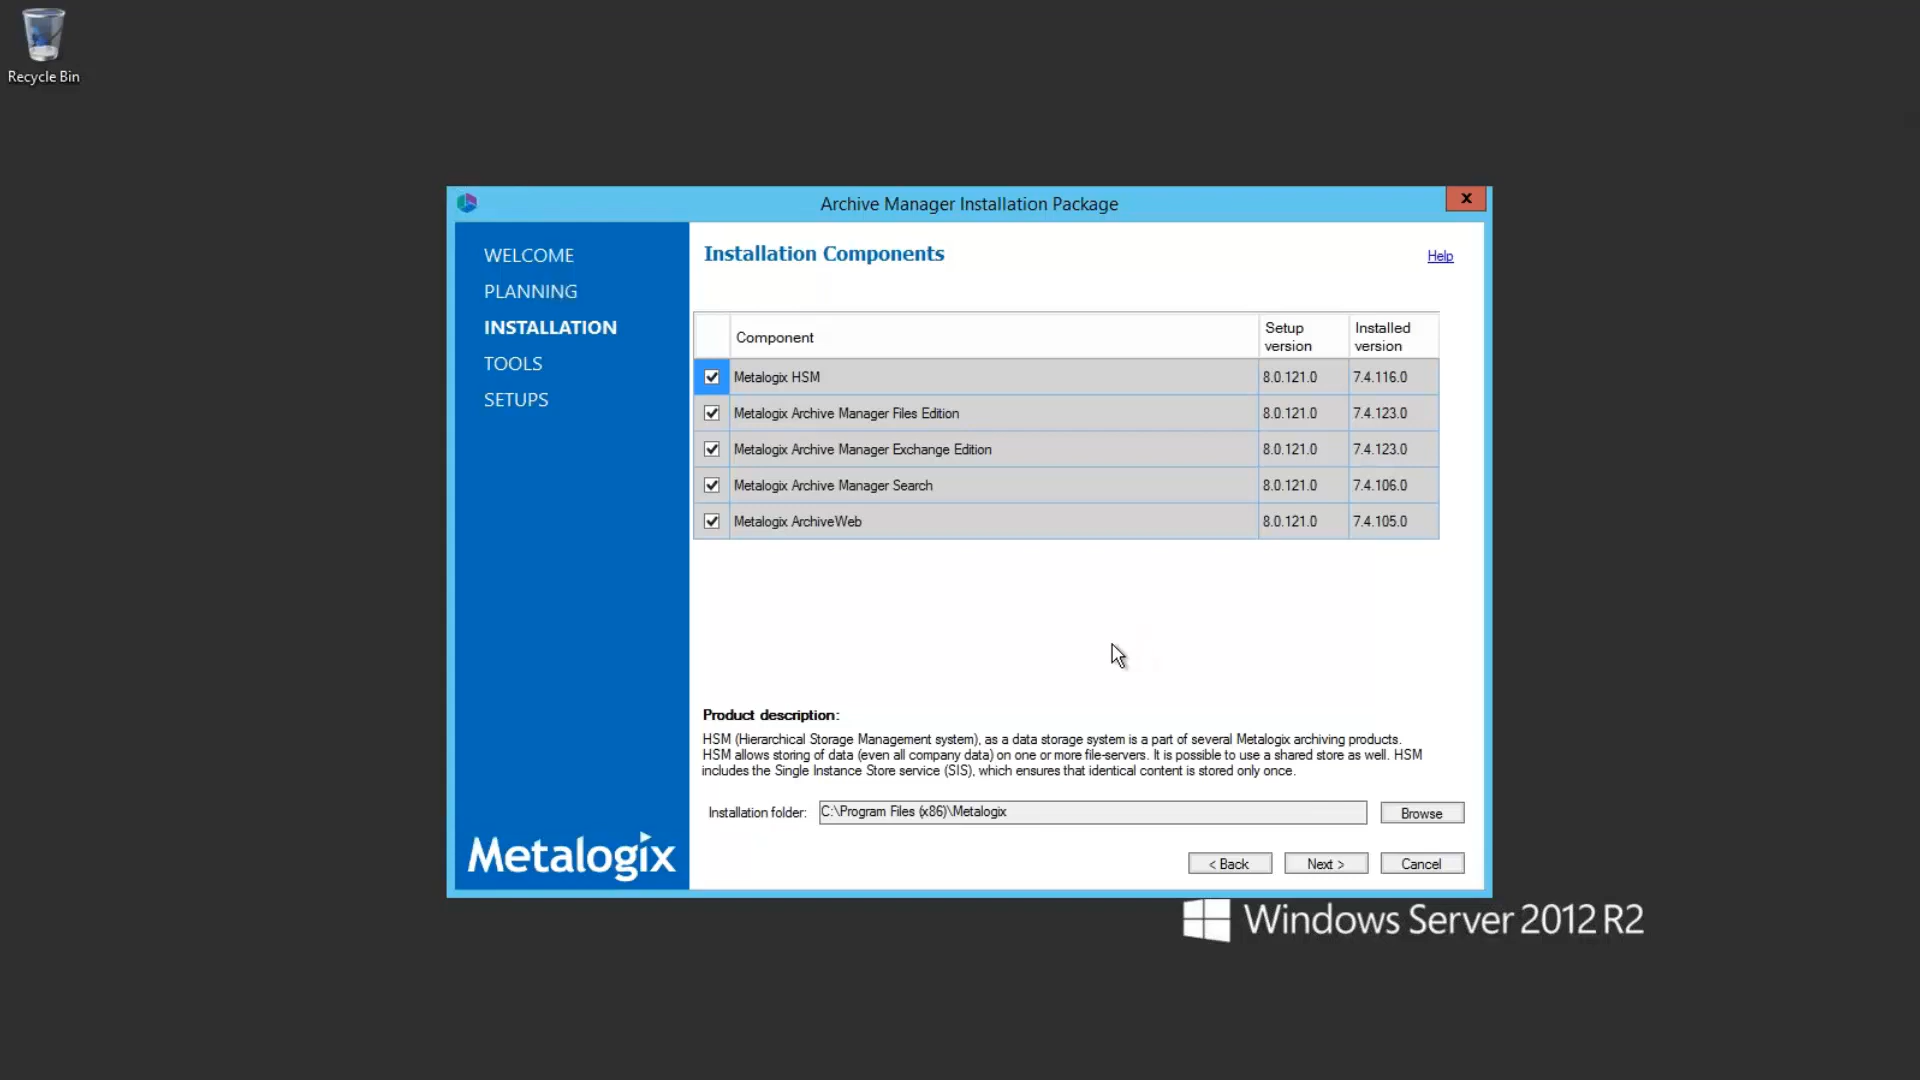 Recycle Bin
Archive Manager Installation Package
x
WELCOME
PLANNING
INSTALLATION
TOOLS
SETUPS
Metalogix
Installation Components
Help
Component
Setup version
Installed version
Metalogix HSM 8.0.121.0 7.4.116.0
Metalogix Archive Manager Files Edition 8.0.121.0 7.4.123.0
Metalogix Archive Manager Exchange Edition 8.0.121.0 7.4.123.0
Metalogix Archive Manager Search 8.0.121.0 7.4.106.0
Metalogix ArchiveWeb 8.0.121.0 7.4.105.0
Product description:
HSM (Hierarchical Storage Management system), as a data storage system is a part of several Metalogix archiving products.
HSM allows storing of data (even all company data) on one or more file-servers. It is possible to use a shared store as well. HSM
includes the Single Instance Store service (SIS), which ensures that identical content is stored only once.
Installation folder: C:\Program Files (x86)\Metalogix Browse
< Back Next > Cancel
Windows Server 2012 R2